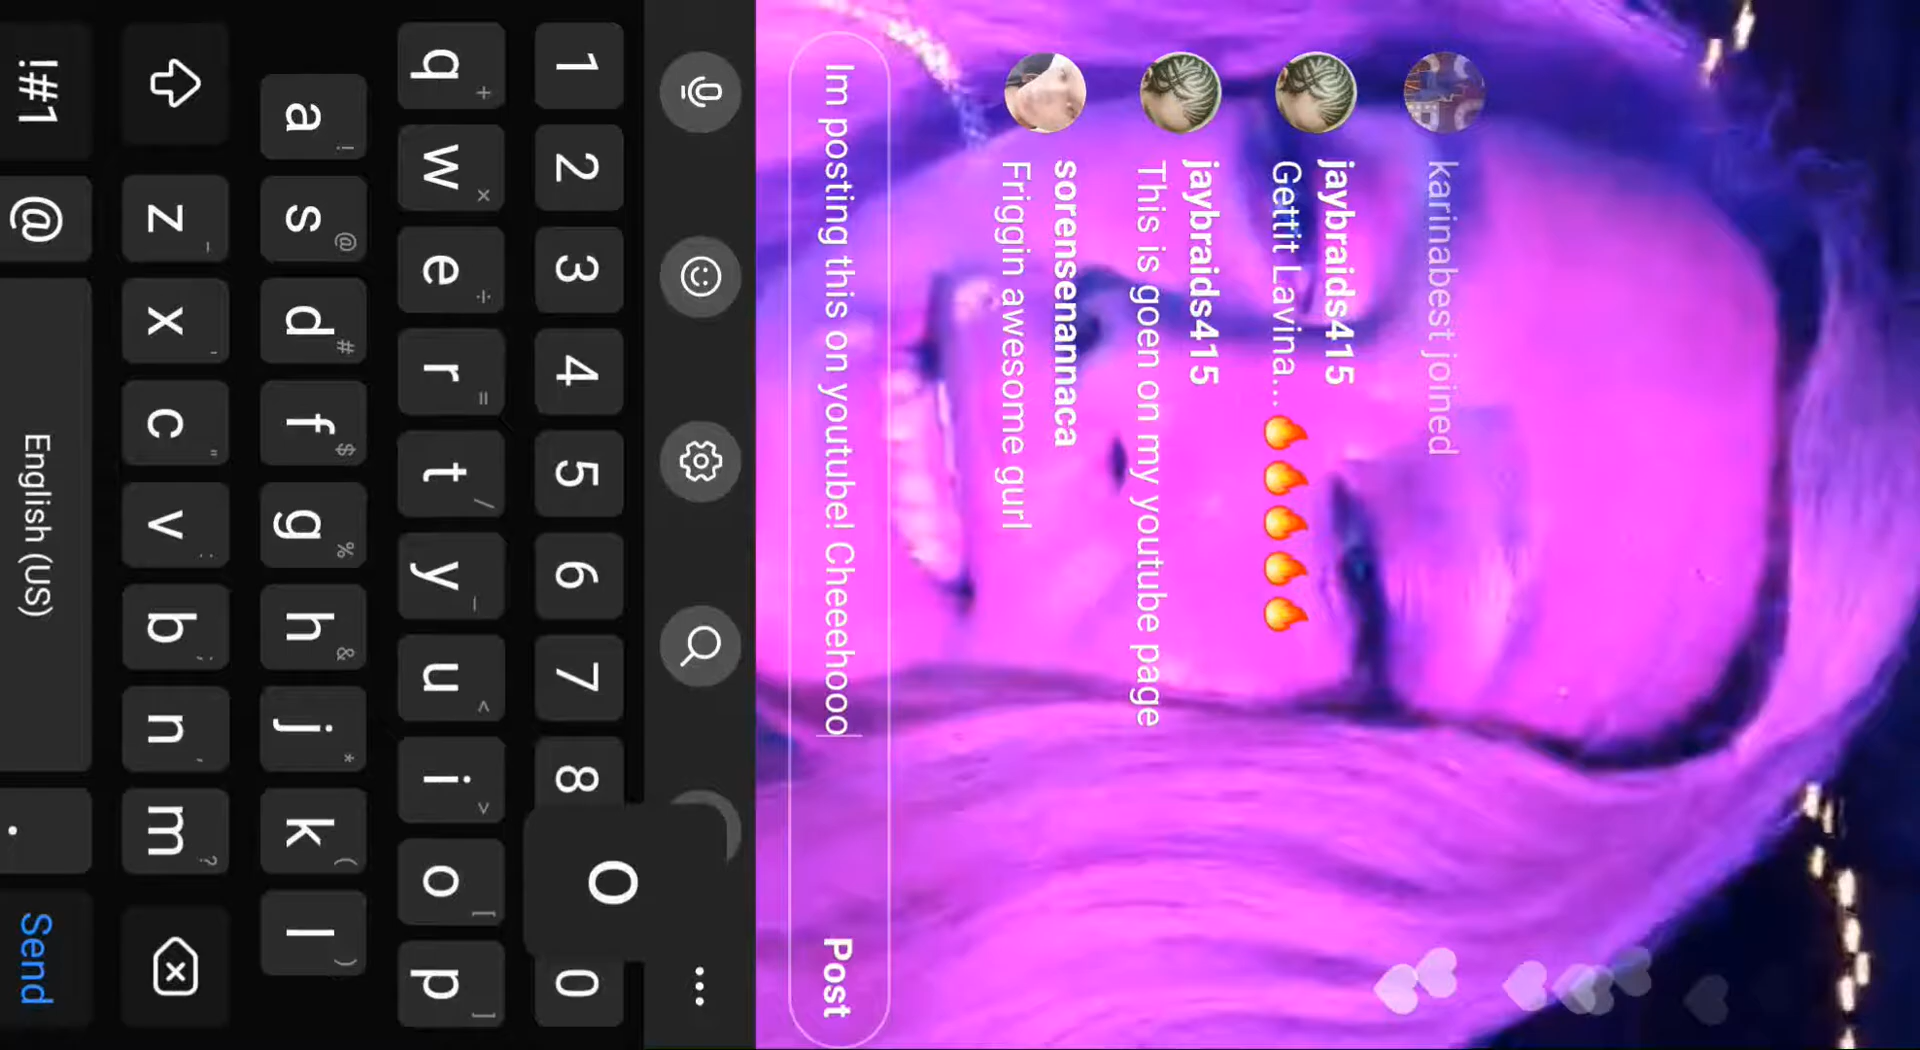 karinabest joined
jaybraids415
Gettit Lavina...🔥🔥🔥🔥🔥
jaybraids415
This is goen on my youtube page
sorensenannaca
Friggin awesome gurl
Im posting this on youtube! Cheeehooo
Post
1 2 3 4 5 6 7 8 0
O
q + w × e ÷ r = t / y _ u < i > o [ p ]
a ! s @ d # f $ g % h & j * k ( l )
z - x ' c " v : b ; n , m ?
!#1 @ English (US) . Send